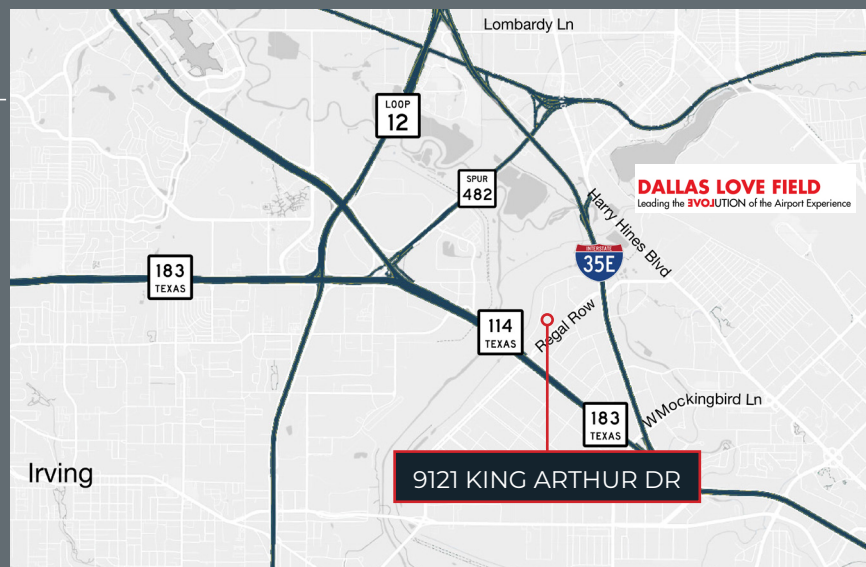 Lombardy Ln
LOOP
12
SPUR
482
DALLAS LOVE FIELD
Leading the EVOLUTION of the Airport Experience
Harry Hines Blvd
INTERSTATE
35E
183
TEXAS
114
TEXAS
Regal Row
183
TEXAS
W Mockingbird Ln
Irving
9121 KING ARTHUR DR